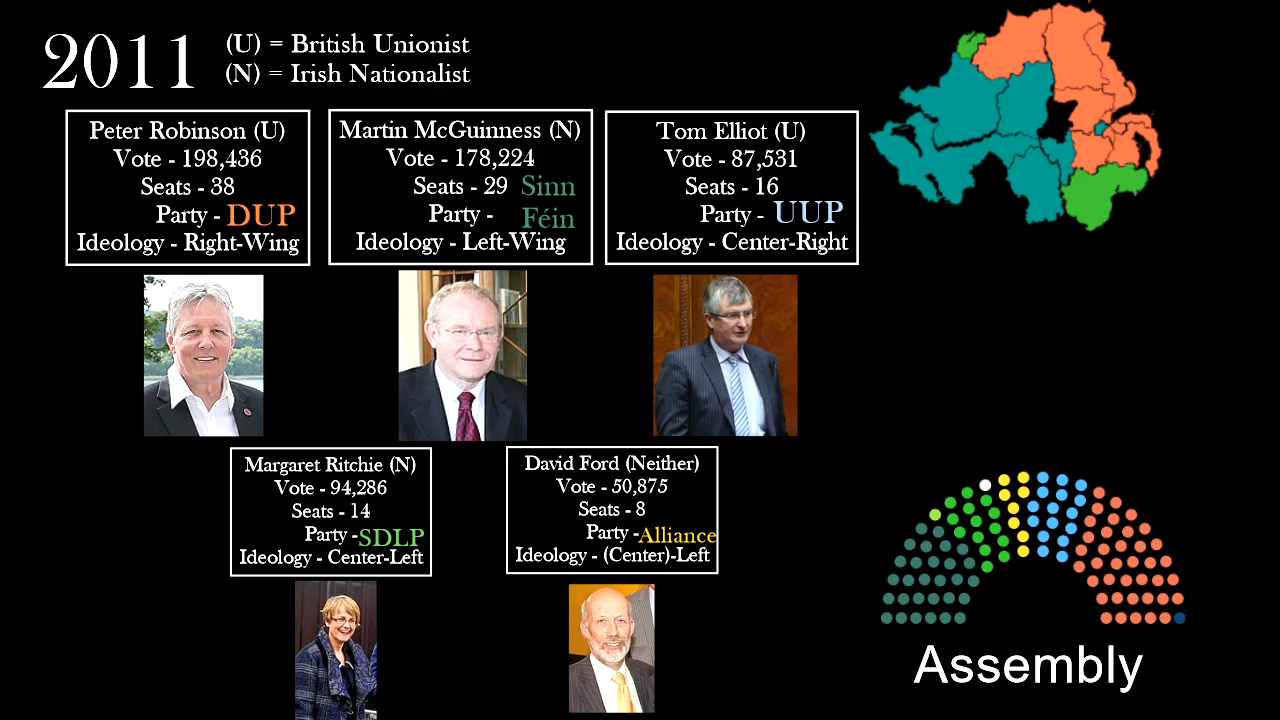 2011
(U) = British Unionist
(N) = Irish Nationalist
Peter Robinson (U)
Vote - 198,436
Seats - 38
Party - DUP
Ideology - Right-Wing
Martin McGuinness (N)
Vote - 178,224
Seats - 29
Party - Sinn
Féin
Ideology - Left-Wing
Tom Elliot (U)
Vote - 87,531
Seats - 16
Party - UUP
Ideology - Center-Right
Margaret Ritchie (N)
Vote - 94,286
Seats - 14
Party - SDLP
Ideology - Center-Left
David Ford (Neither)
Vote - 50,875
Seats - 8
Party - Alliance
Ideology - (Center)-Left
Assembly